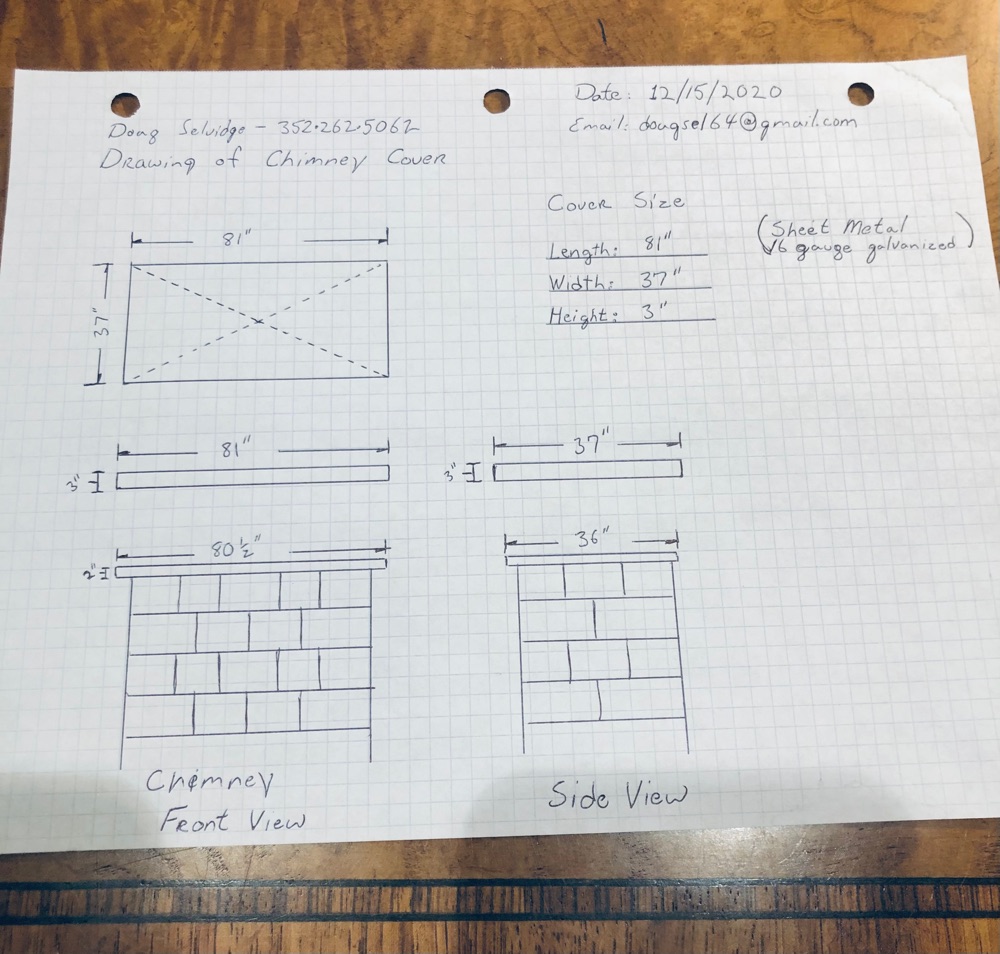 Doug Selvidge - 352.262.5062
Drawing of Chimney Cover
Date: 12/15/2020
Email: dougsel64@gmail.com
Cover Size
Length: 81"
Width: 37"
Height: 3"
(Sheet Metal
16 gauge galvanized)
81"
37"
81"
3"
37"
3"
80 1/2"
2"
36"
Chimney
Front View
Side View